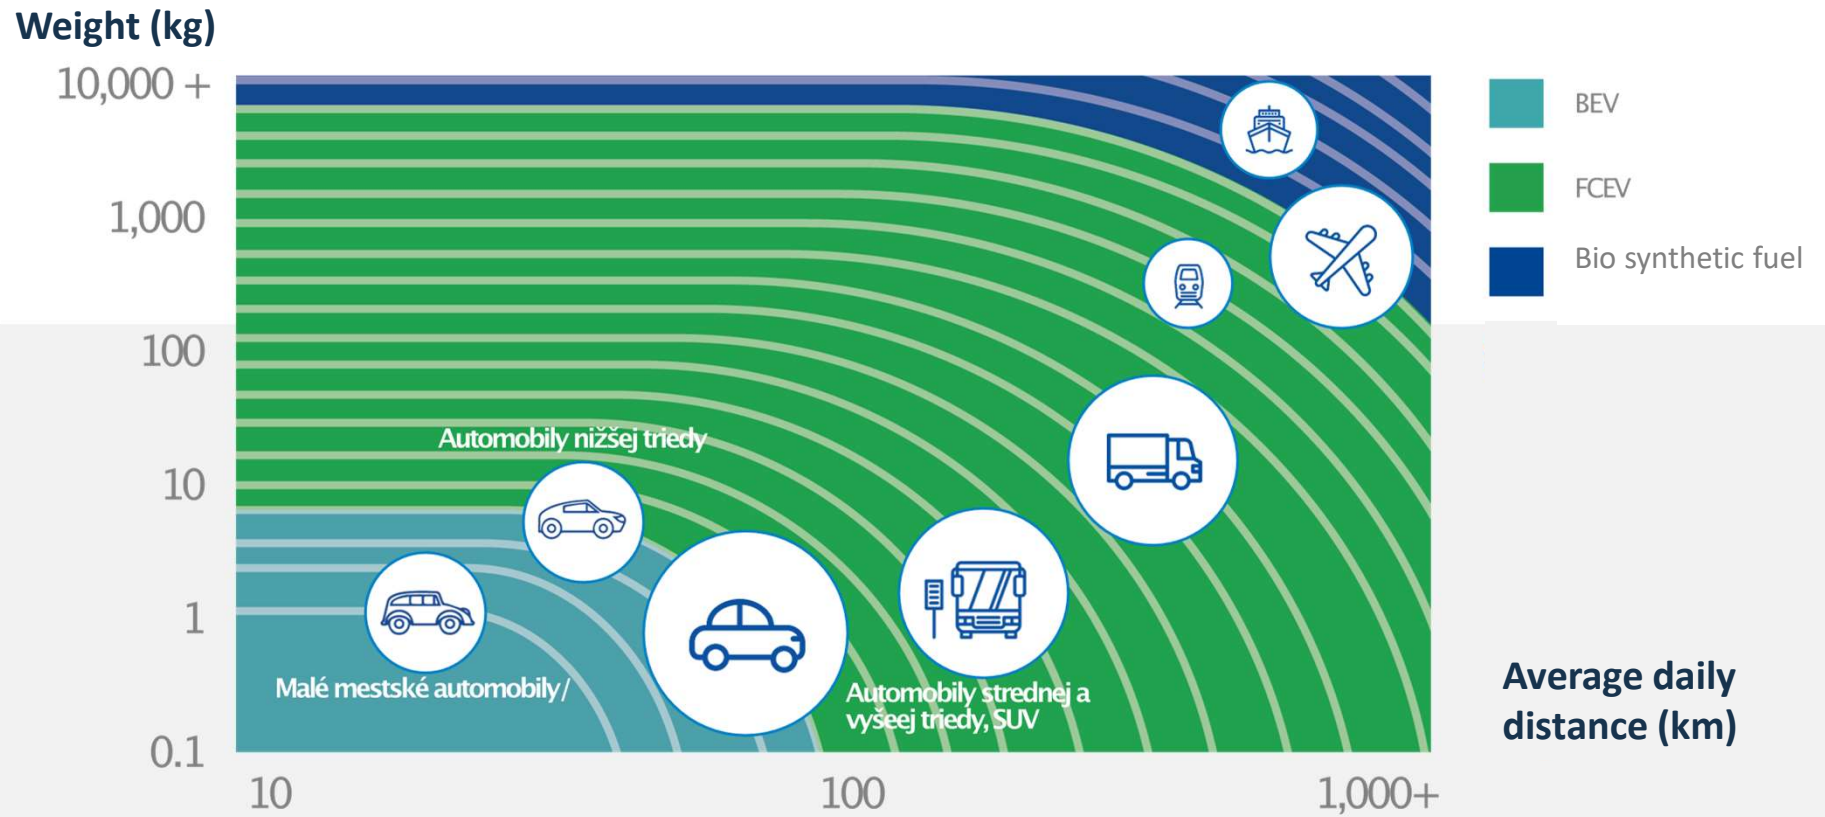 Weight (kg)
10,000 +
1,000
100
10
1
0.1
10
100
1,000+
Average daily
distance (km)
BEV
FCEV
Bio synthetic fuel
Automobily nižšej triedy
Malé mestské automobily/
Automobily strednej a
vyšeej triedy, SUV